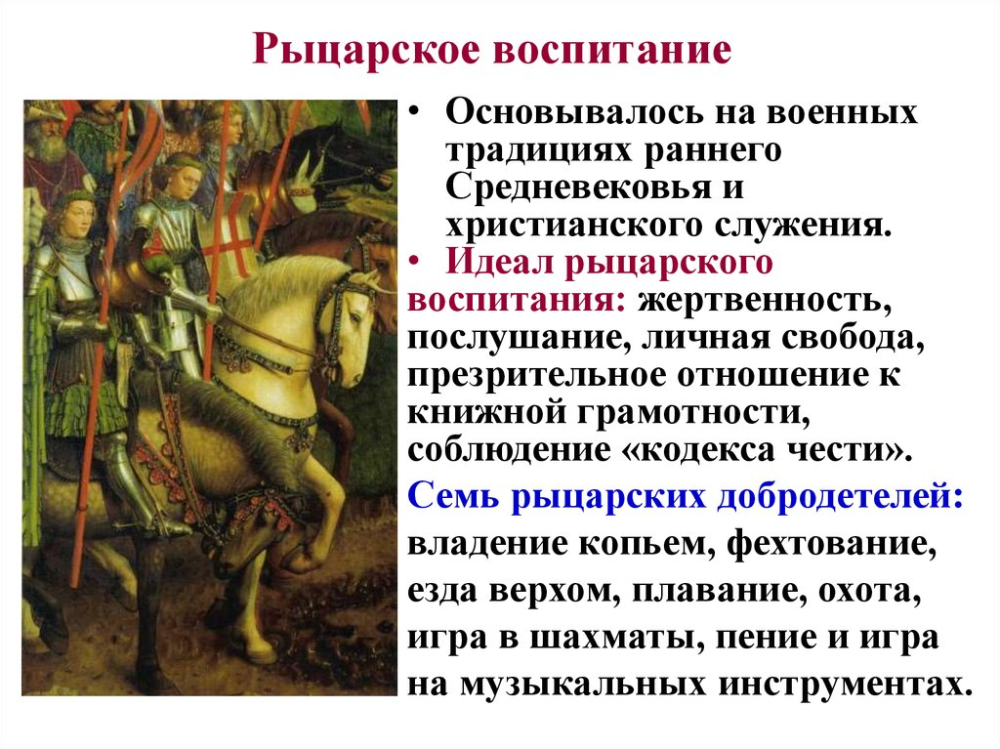 Рыцарское воспитание
• Основывалось на военных
традициях раннего
Средневековья и
христианского служения.
• Идеал рыцарского
воспитания: жертвенность,
послушание, личная свобода,
презрительное отношение к
книжной грамотности,
соблюдение «кодекса чести».
Семь рыцарских добродетелей:
владение копьем, фехтование,
езда верхом, плавание, охота,
игра в шахматы, пение и игра
на музыкальных инструментах.